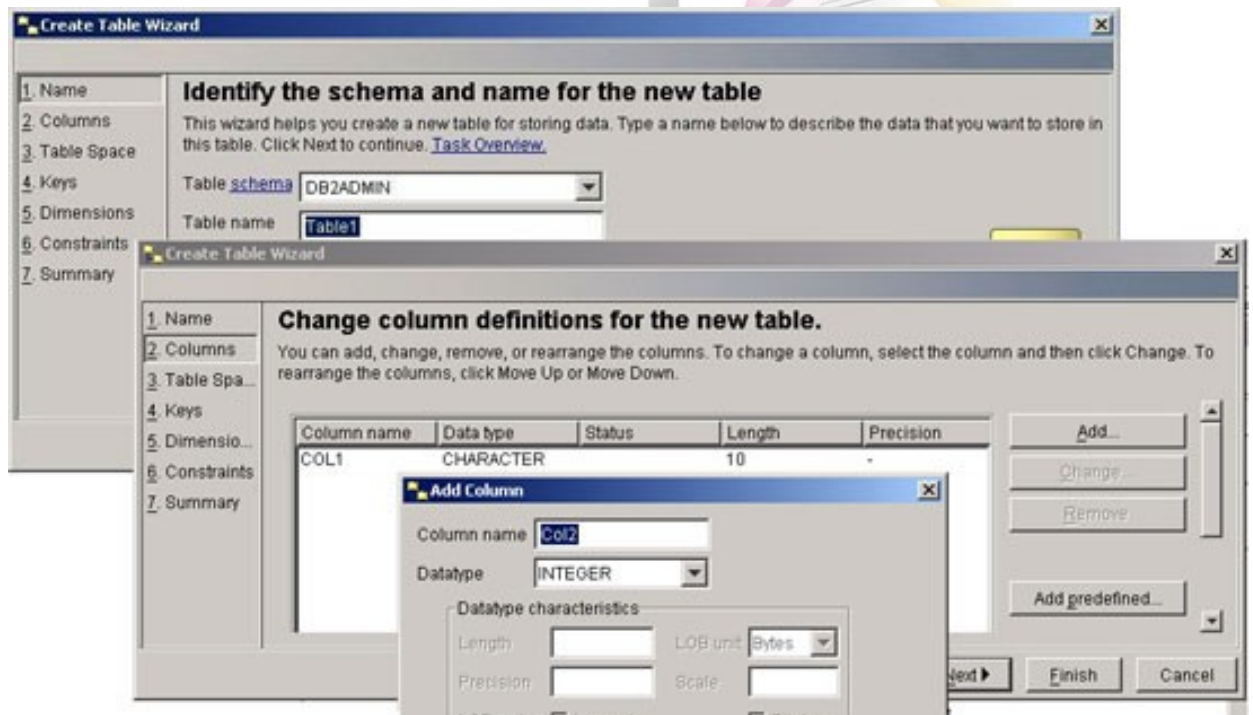 Create Table Wizard
1. Name
2. Columns
3. Table Space
4. Keys
5. Dimensions
6. Constraints
7. Summary
Identify the schema and name for the new table
This wizard helps you create a new table for storing data. Type a name below to describe the data that you want to store in
this table. Click Next to continue. Task Overview.
Table schema DB2ADMIN
Table name Table1
Create Table Wizard
1. Name
2. Columns
3. Table Spa...
4. Keys
5. Dimensio...
6. Constraints
7. Summary
Change column definitions for the new table.
You can add, change, remove, or rearrange the columns. To change a column, select the column and then click Change. To
rearrange the columns, click Move Up or Move Down.
Column name Data type Status Length Precision
COL1 CHARACTER 10 -
Add...
Change...
Remove
Add predefined...
Add Column
Column name Col2
Datatype INTEGER
Datatype characteristics
Length LOB unit Bytes
Precision Scale
Next
Finish
Cancel